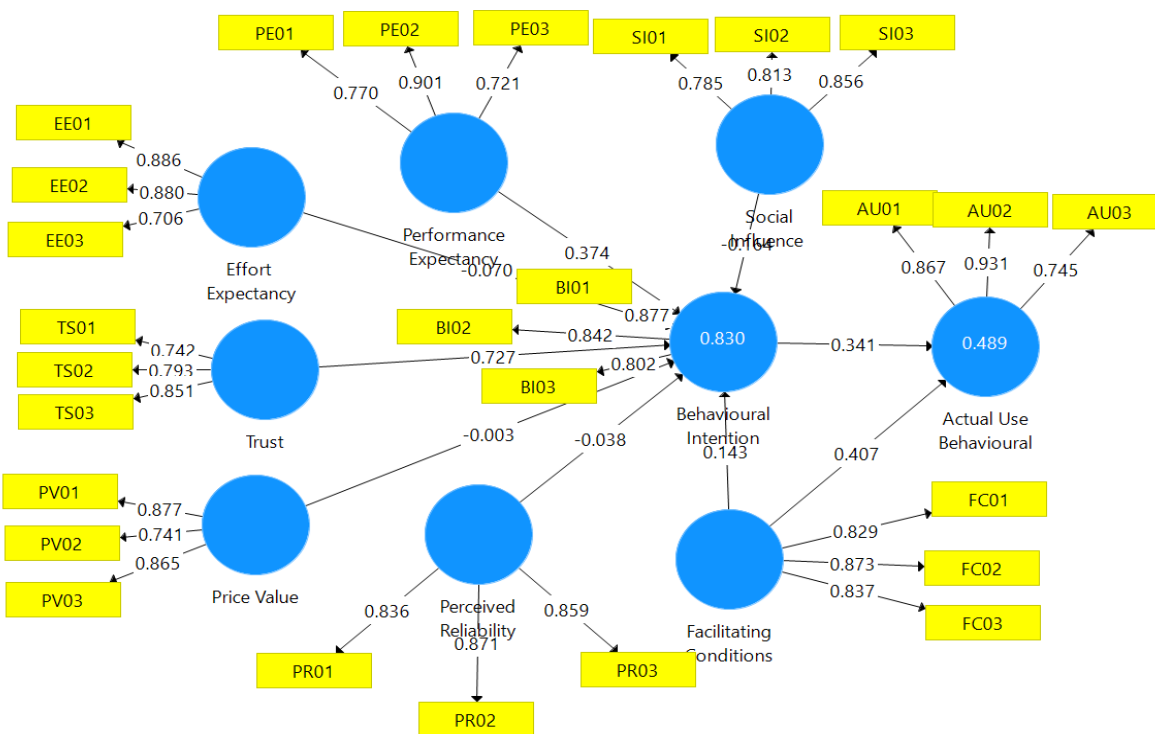 PE01
PE02
PE03
SI01
SI02
SI03
0.770
0.901
0.721
0.785
0.813
0.856
EE01
EE02
EE03
0.886
0.880
0.706
Effort
Expectancy
Performance
Expectancy
Social
Influence
-0.164
-0.070
0.374
AU01
AU02
AU03
0.867
0.931
0.745
TS01
TS02
TS03
0.742
0.793
0.851
Trust
0.727
BI01
BI02
BI03
0.877
0.842
0.802
0.830
Behavioural
Intention
0.341
0.489
Actual Use
Behavioural
-0.003
-0.038
0.143
0.407
PV01
PV02
PV03
0.877
0.741
0.865
Price Value
Perceived
Reliability
0.836
0.871
0.859
PR01
PR02
PR03
Facilitating
Conditions
0.829
0.873
0.837
FC01
FC02
FC03